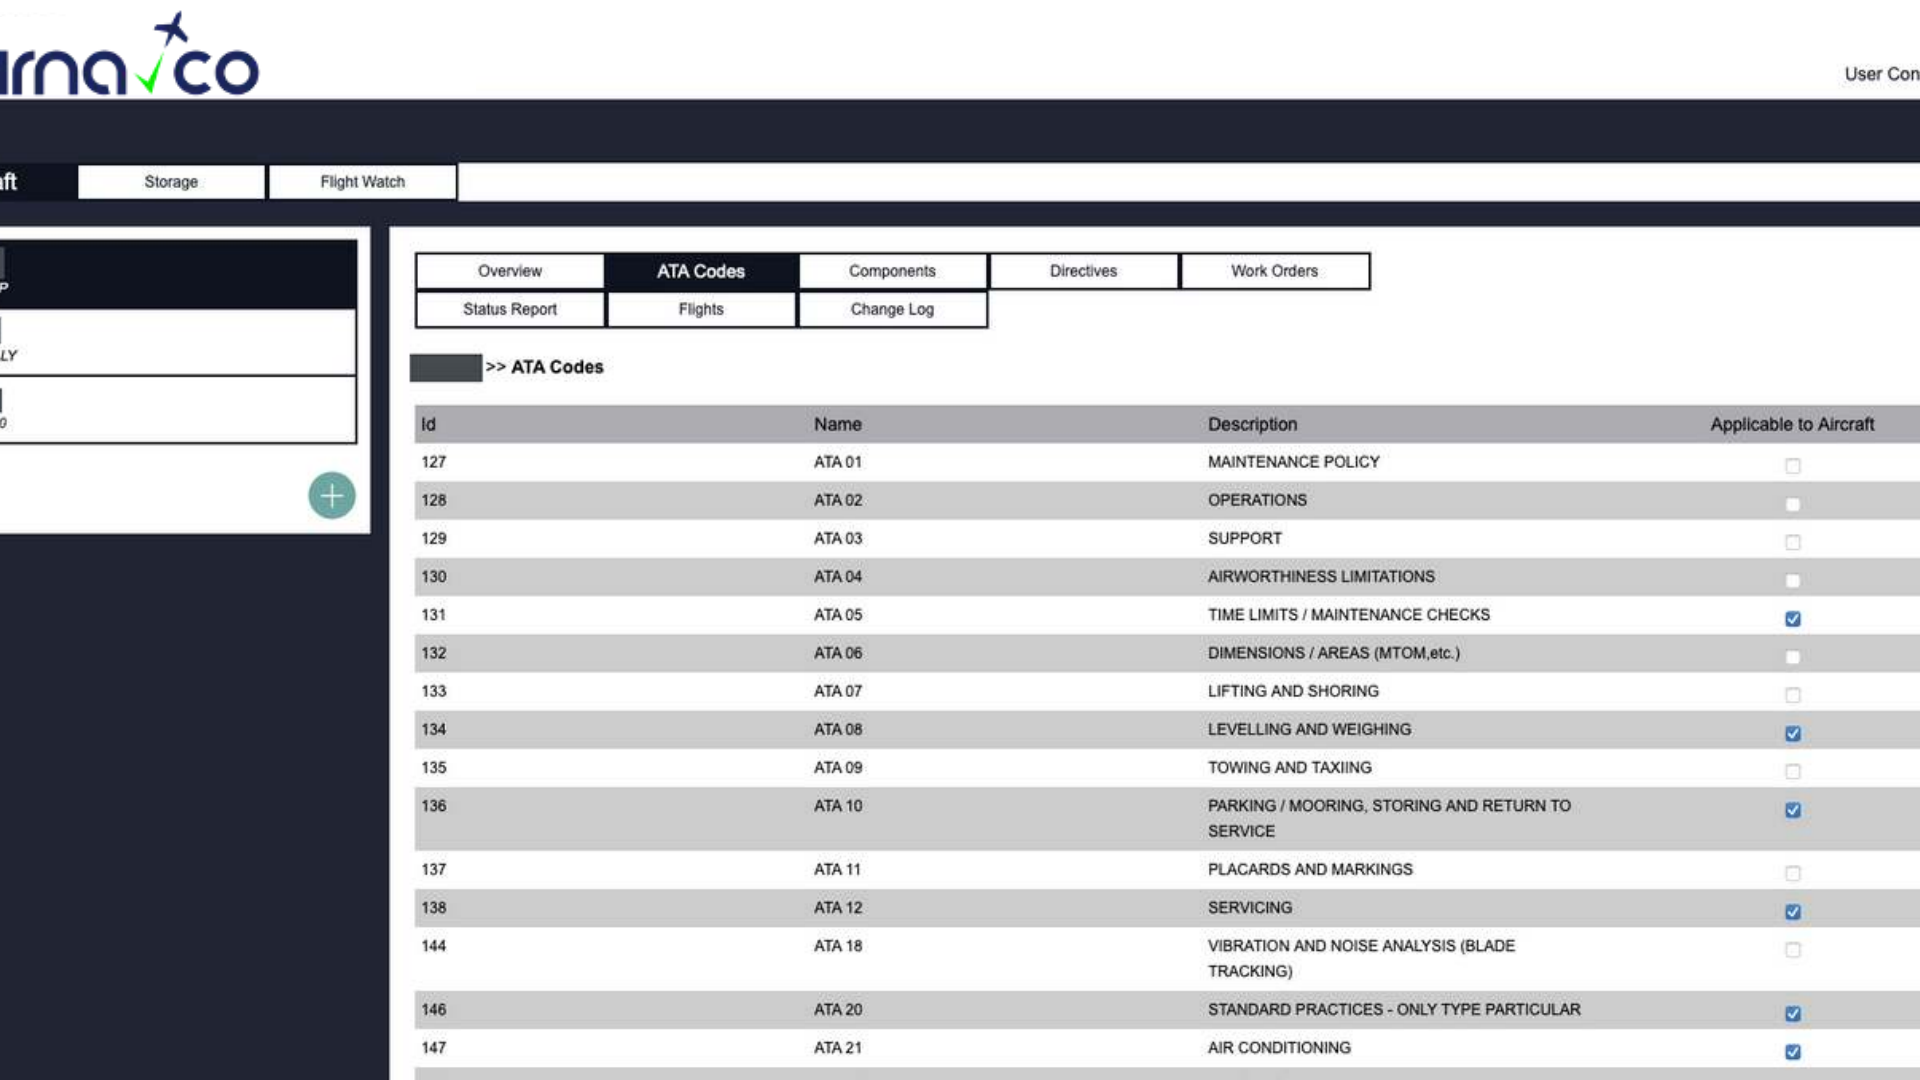 rna co
User Con
aft Storage Flight Watch
P
LY
0
Overview ATA Codes Components Directives Work Orders
Status Report Flights Change Log
>> ATA Codes
Id Name Description Applicable to Aircraft
127 ATA 01 MAINTENANCE POLICY
128 ATA 02 OPERATIONS
129 ATA 03 SUPPORT
130 ATA 04 AIRWORTHINESS LIMITATIONS
131 ATA 05 TIME LIMITS / MAINTENANCE CHECKS
132 ATA 06 DIMENSIONS / AREAS (MTOM,etc.)
133 ATA 07 LIFTING AND SHORING
134 ATA 08 LEVELLING AND WEIGHING
135 ATA 09 TOWING AND TAXIING
136 ATA 10 PARKING / MOORING, STORING AND RETURN TO
SERVICE
137 ATA 11 PLACARDS AND MARKINGS
138 ATA 12 SERVICING
144 ATA 18 VIBRATION AND NOISE ANALYSIS (BLADE
TRACKING)
146 ATA 20 STANDARD PRACTICES - ONLY TYPE PARTICULAR
147 ATA 21 AIR CONDITIONING